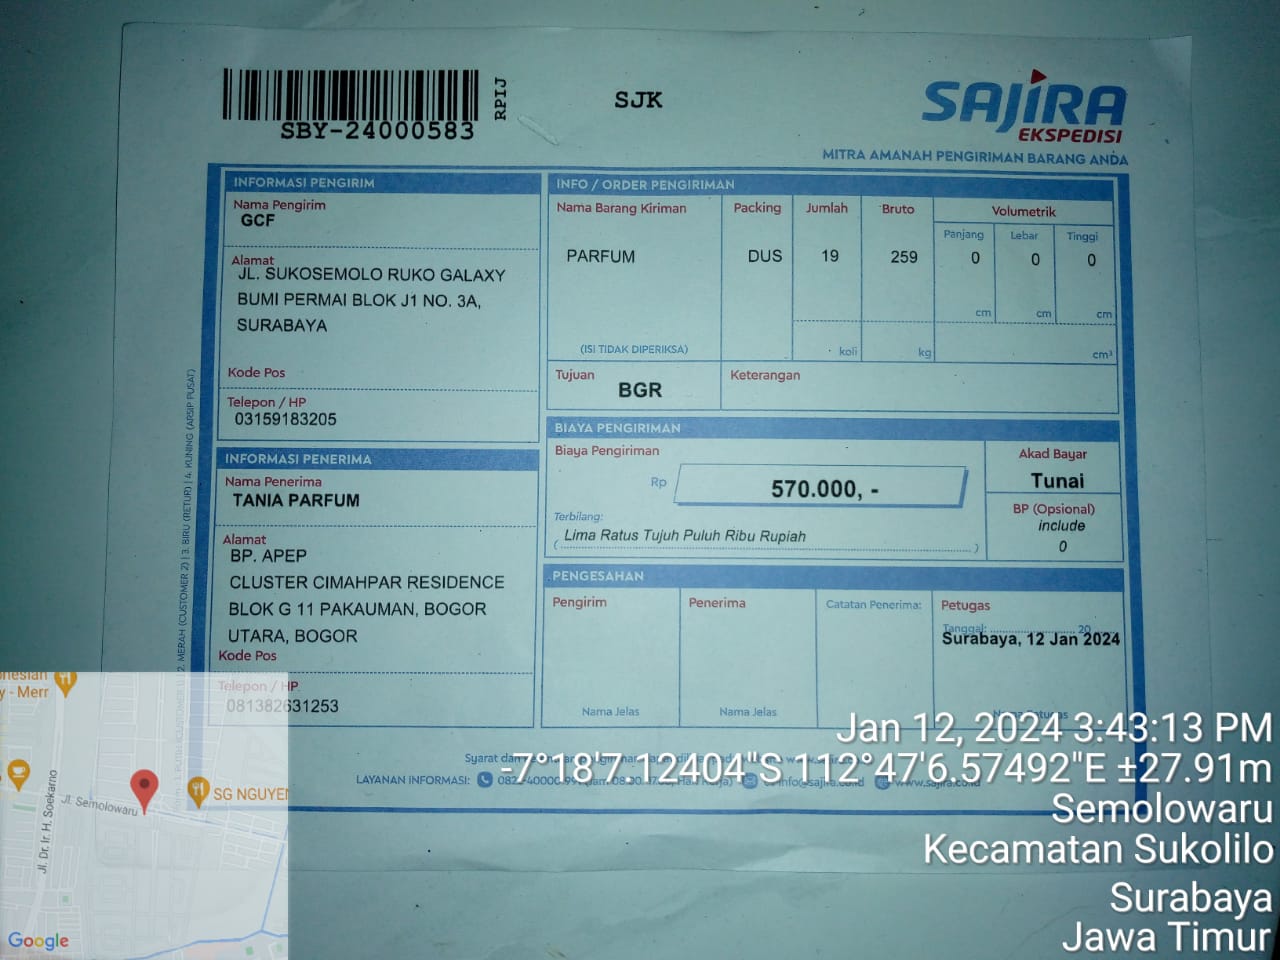 SBY-24000583
RPIJ
SJK
SAJIRA
EKSPEDISI
MITRA AMANAH PENGIRIMAN BARANG ANDA
INFORMASI PENGIRIM
Nama Pengirim
GCF
Alamat
JL. SUKOSEMOLO RUKO GALAXY
BUMI PERMAI BLOK J1 NO. 3A,
SURABAYA
Kode Pos
Telepon / HP
03159183205
INFORMASI PENERIMA
Nama Penerima
TANIA PARFUM
Alamat
BP. APEP
CLUSTER CIMAHPAR RESIDENCE
BLOK G 11 PAKAUMAN, BOGOR
UTARA, BOGOR
Kode Pos
Telepon / HP.
081382631253
INFO / ORDER PENGIRIMAN
Nama Barang Kiriman Packing Jumlah Bruto Volumetrik
Panjang Lebar Tinggi
PARFUM DUS 19 259 0 0 0
cm cm cm
(ISI TIDAK DIPERIKSA) koli kg cm³
Tujuan
BGR
Keterangan
BIAYA PENGIRIMAN
Biaya Pengiriman
Rp 570.000, -
Terbilang:
( Lima Ratus Tujuh Puluh Ribu Rupiah )
Akad Bayar
Tunai
BP (Opsional)
include
0
PENGESAHAN
Pengirim Penerima Catatan Penerima: Petugas
Tanggal: 20
Surabaya, 12 Jan 2024
Nama Jelas Nama Jelas
Syarat dan
LAYANAN INFORMASI:
www.sajira.co.id
2. MERAH (CUSTOMER 2) | 3. BIRU (RETUR) | 4. KUNING (ARSIP PUSAT)
Jan 12, 2024 3:43:13 PM
-7°18'7.12404"S 112°47'6.57492"E ±27.91m
Semolowaru
Kecamatan Sukolilo
Surabaya
Jawa Timur
y - Merr
Jl. Dr. Ir. H. Soekarno
Jl. Semolowaru
SG NGUYEN
Google